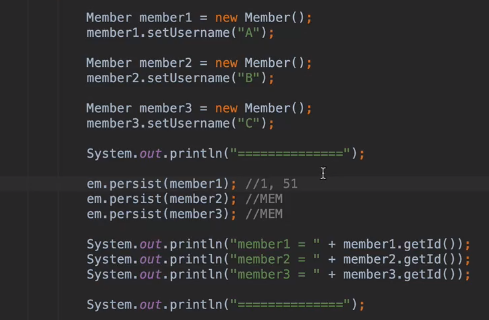 Member member1 = new Member();
member1.setUsername("A");
Member member2 = new Member();
member2.setUsername("B");
Member member3 = new Member();
member3.setUsername("C");
System.out.println("==============");
em.persist(member1); //1, 51
em.persist(member2); //MEM
em.persist(member3); //MEM
System.out.println("member1 = " + member1.getId());
System.out.println("member2 = " + member2.getId());
System.out.println("member3 = " + member3.getId());
System.out.println("==============");